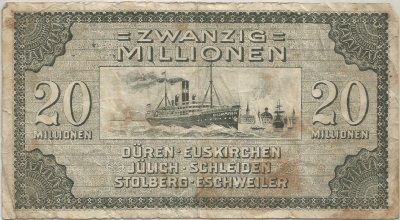 =ZWANZIG=
MILLIONEN
20
MILLIONEN
20
MILLIONEN
DÜREN·EUSKIRCHEN
JÜLICH·SCHLEIDEN
STOLBERG·ESCHWEILER